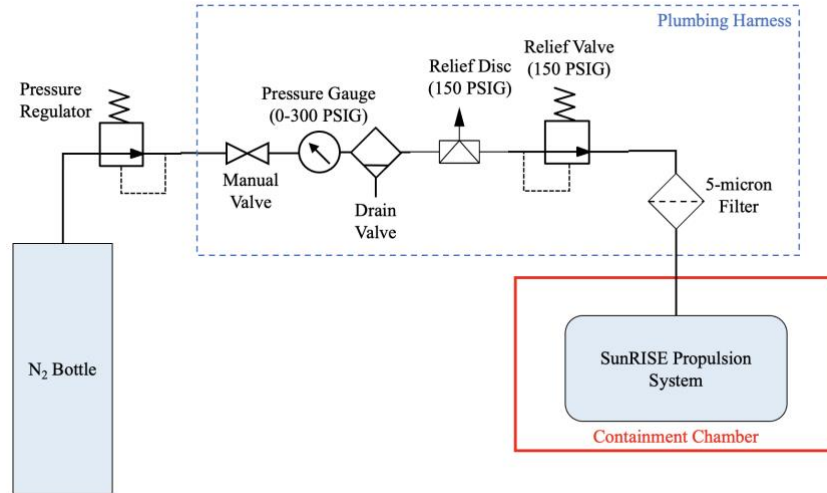 Plumbing Harness
Relief Valve
(150 PSIG)
Relief Disc
(150 PSIG)
Pressure
Regulator
Pressure Gauge
(0-300 PSIG)
Manual
Valve
Drain
Valve
5-micron
Filter
N₂ Bottle
SunRISE Propulsion
System
Containment Chamber